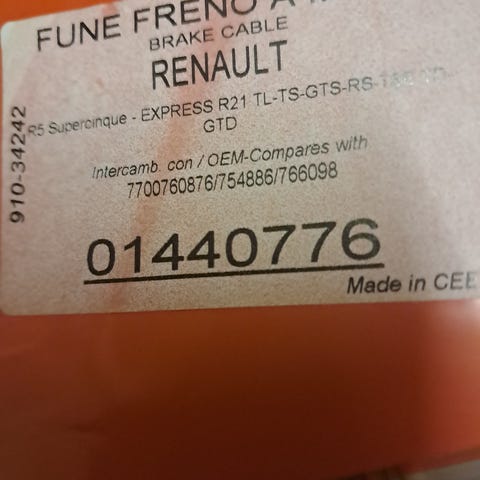 FUNE FRENO A
BRAKE CABLE
RENAULT
R5 Supercinque - EXPRESS R21 TL-TS-GTS-RS-
GTD
Intercamb. con / OEM-Compares with
7700760876/754886/766098
01440776
Made in CEE
910-34242